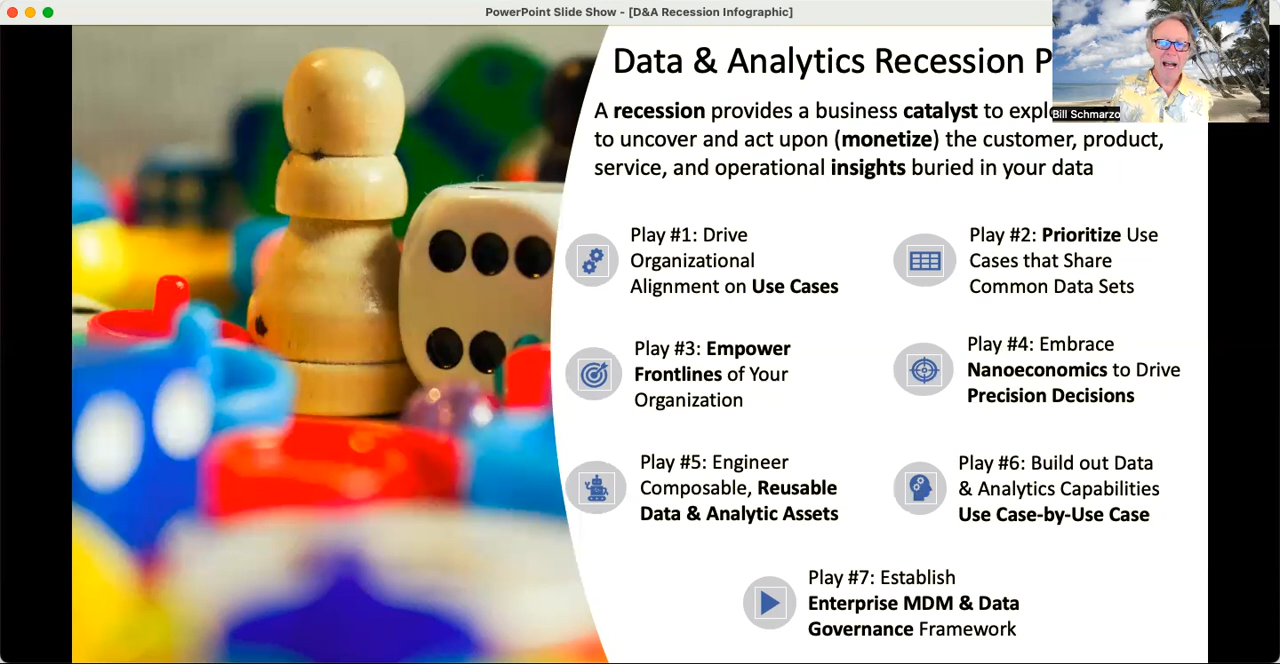 PowerPoint Slide Show - [D&A Recession Infographic]
Data & Analytics Recession P
Bill Schmarzo
A recession provides a business catalyst to expl
to uncover and act upon (monetize) the customer, product,
service, and operational insights buried in your data
Play #1: Drive
Organizational
Alignment on Use Cases
Play #2: Prioritize Use
Cases that Share
Common Data Sets
Play #3: Empower
Frontlines of Your
Organization
Play #4: Embrace
Nanoeconomics to Drive
Precision Decisions
Play #5: Engineer
Composable, Reusable
Data & Analytic Assets
Play #6: Build out Data
& Analytics Capabilities
Use Case-by-Use Case
Play #7: Establish
Enterprise MDM & Data
Governance Framework